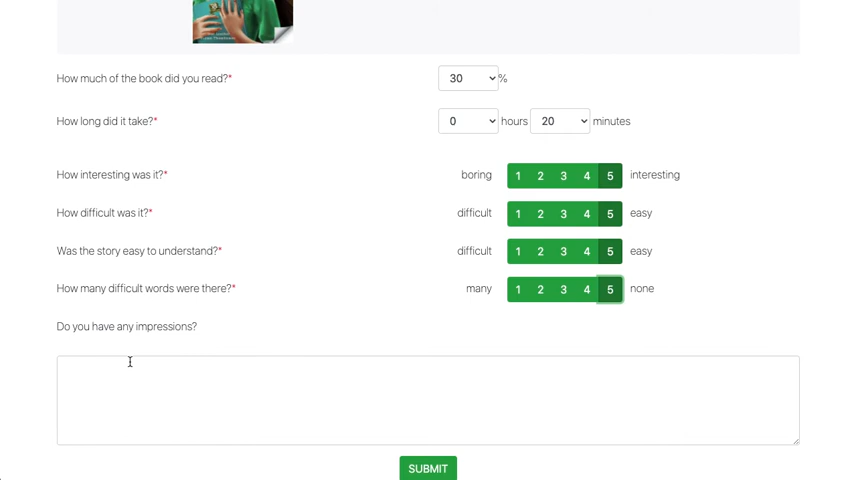 How much of the book did you read?* 30 %
How long did it take?* 0 hours 20 minutes
How interesting was it?* boring 1 2 3 4 5 interesting
How difficult was it?* difficult 1 2 3 4 5 easy
Was the story easy to understand?* difficult 1 2 3 4 5 easy
How many difficult words were there?* many 1 2 3 4 5 none
Do you have any impressions?
SUBMIT